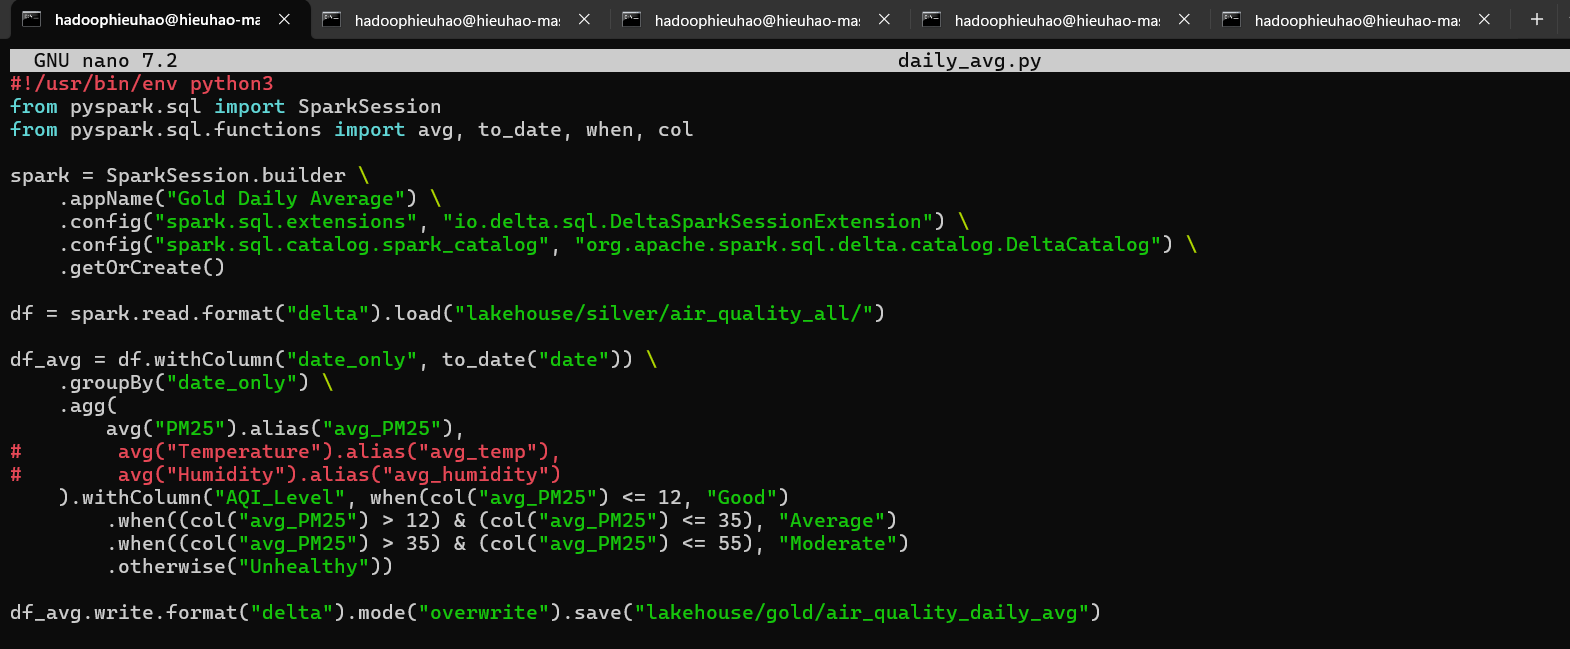 hadoophieuhao@hieuhao-ma
hadoophieuhao@hieuhao-mas
hadoophieuhao@hieuhao-mas
hadoophieuhao@hieuhao-mas
hadoophieuhao@hieuhao-mas
GNU nano 7.2 daily_avg.py
#!/usr/bin/env python3
from pyspark.sql import SparkSession
from pyspark.sql.functions import avg, to_date, when, col
spark = SparkSession.builder \
    .appName("Gold Daily Average") \
    .config("spark.sql.extensions", "io.delta.sql.DeltaSparkSessionExtension") \
    .config("spark.sql.catalog.spark_catalog", "org.apache.spark.sql.delta.catalog.DeltaCatalog") \
    .getOrCreate()
df = spark.read.format("delta").load("lakehouse/silver/air_quality_all/")
df_avg = df.withColumn("date_only", to_date("date")) \
    .groupBy("date_only") \
    .agg(
        avg("PM25").alias("avg_PM25"),
#        avg("Temperature").alias("avg_temp"),
#        avg("Humidity").alias("avg_humidity")
    ).withColumn("AQI_Level", when(col("avg_PM25") <= 12, "Good")
        .when((col("avg_PM25") > 12) & (col("avg_PM25") <= 35), "Average")
        .when((col("avg_PM25") > 35) & (col("avg_PM25") <= 55), "Moderate")
        .otherwise("Unhealthy"))
df_avg.write.format("delta").mode("overwrite").save("lakehouse/gold/air_quality_daily_avg")